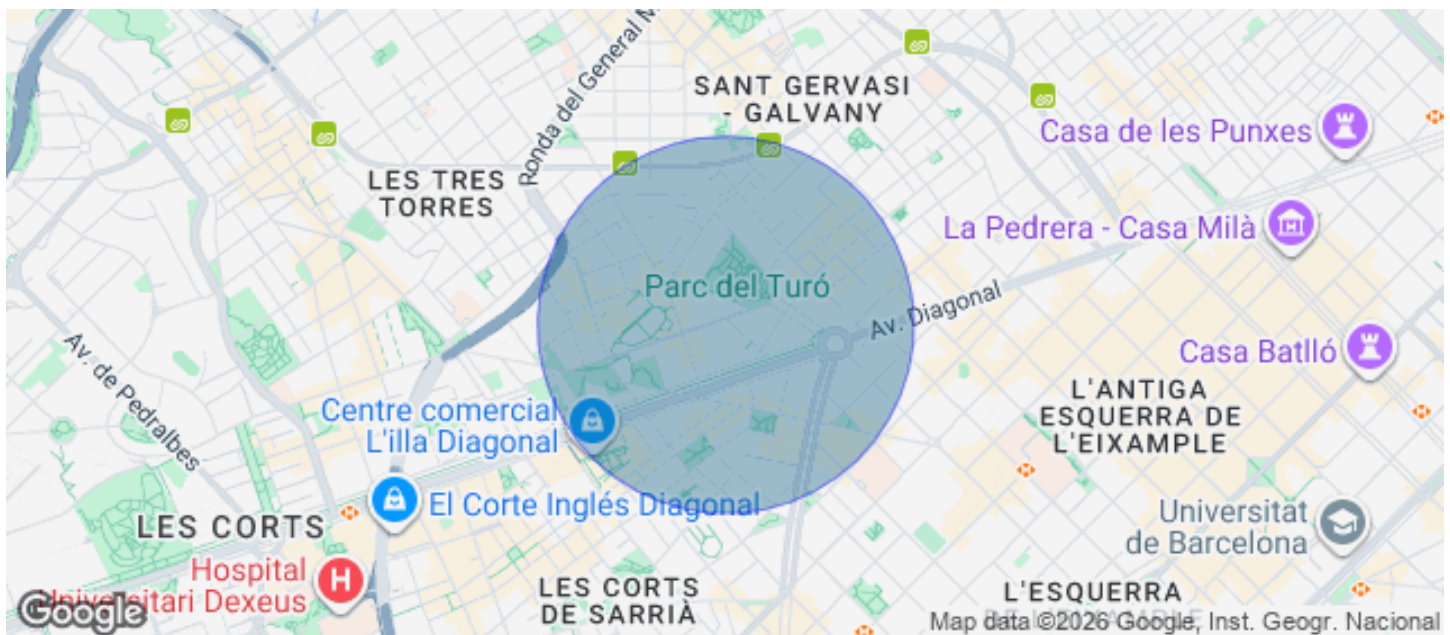 SANT GERVASI
- GALVANY
Ronda del General M
Casa de les Punxes
LES TRES
TORRES
La Pedrera - Casa Milà
Parc del Turó
Av. Diagonal
Av. de Pedralbes
Casa Batlló
L'ANTIGA
ESQUERRA DE
L'EIXAMPLE
Centre comercial
L'illa Diagonal
El Corte Inglés Diagonal
LES CORTS
Universitat
de Barcelona
Hospital
Universitari Dexeus
H
LES CORTS
DE SARRIÀ
L'ESQUERRA
DE L'EIXAMPLE
Google
Map data ©2026 Google, Inst. Geogr. Nacional